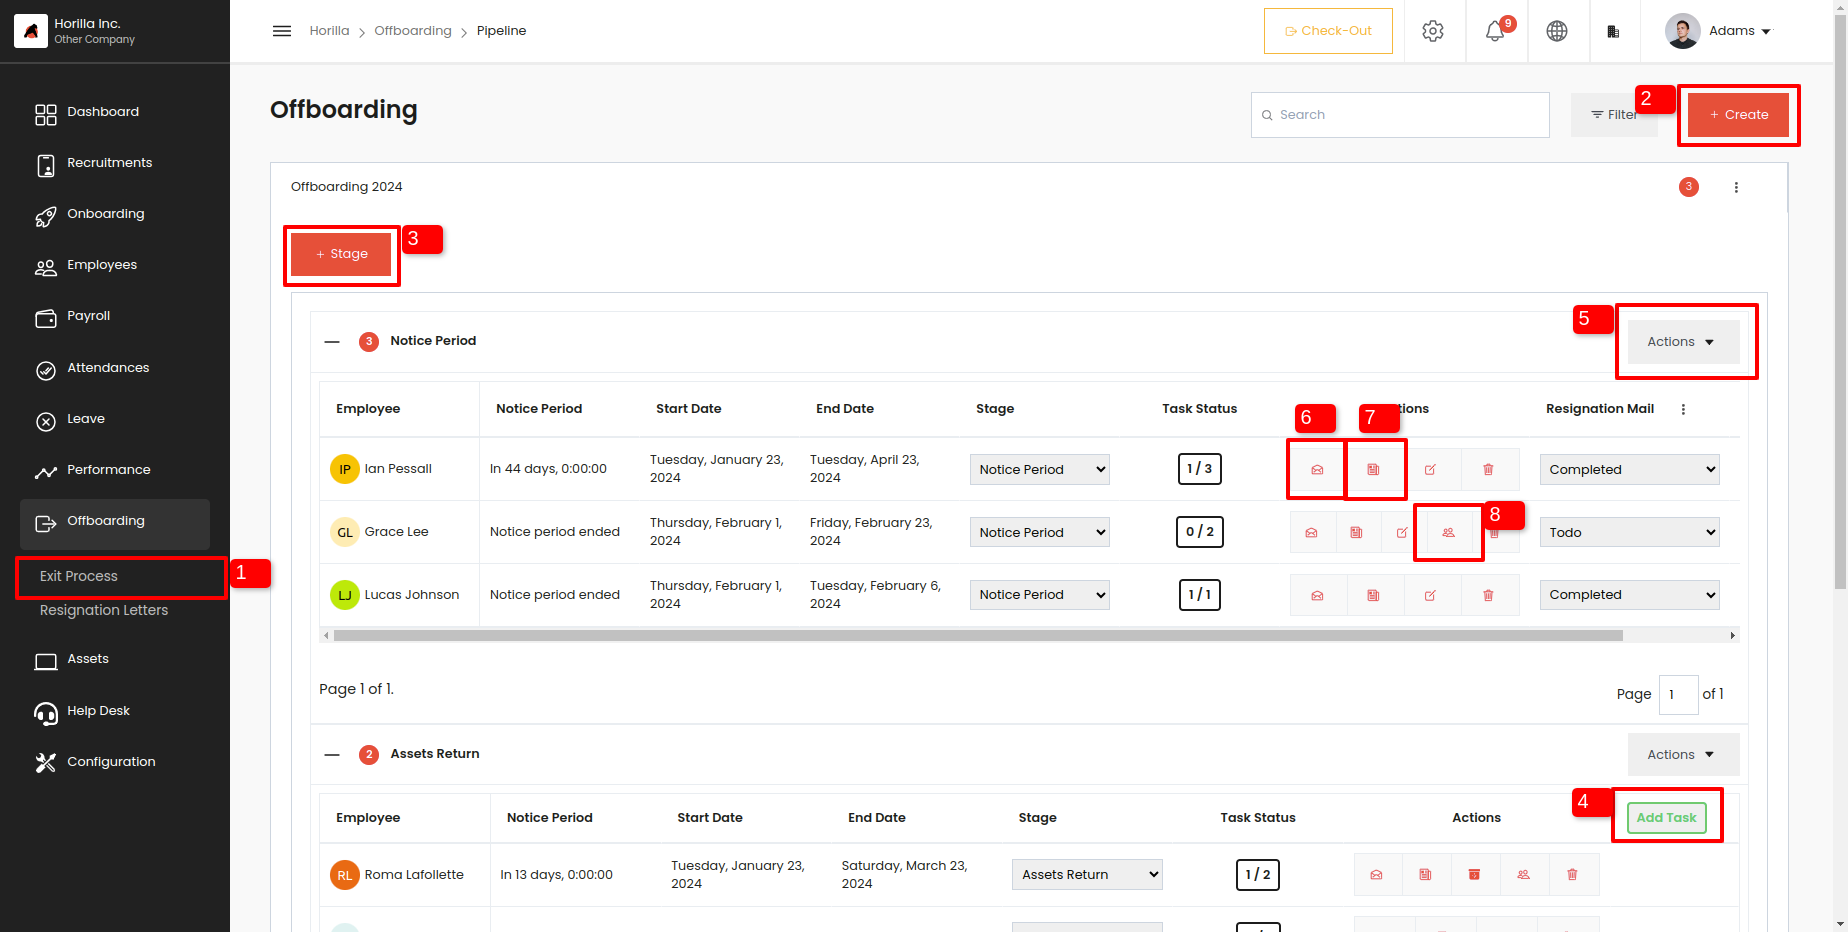 Horilla Inc.
Other Company
Horilla > Offboarding > Pipeline
Check-Out
9
Adams
Dashboard
Recruitments
Onboarding
Employees
Payroll
Attendances
Leave
Performance
Offboarding
Exit Process
1
Resignation Letters
Assets
Help Desk
Configuration
Offboarding
Search
Filter
2
+ Create
Offboarding 2024
3
+ Stage
3
3 Notice Period
5
Actions
Employee Notice Period Start Date End Date Stage Task Status Resignation Mail
6
7
IP Ian Pessall In 44 days, 0:00:00 Tuesday, January 23, 2024 Tuesday, April 23, 2024 Notice Period 1 / 3 Completed
GL Grace Lee Notice period ended Thursday, February 1, 2024 Friday, February 23, 2024 Notice Period 0 / 2 Todo
8
LJ Lucas Johnson Notice period ended Thursday, February 1, 2024 Tuesday, February 6, 2024 Notice Period 1 / 1 Completed
Page 1 of 1.
Page 1 of 1
2 Assets Return
Actions
Employee Notice Period Start Date End Date Stage Task Status Actions
4
Add Task
RL Roma Lafollette In 13 days, 0:00:00 Tuesday, January 23, 2024 Saturday, March 23, 2024 Assets Return 1 / 2